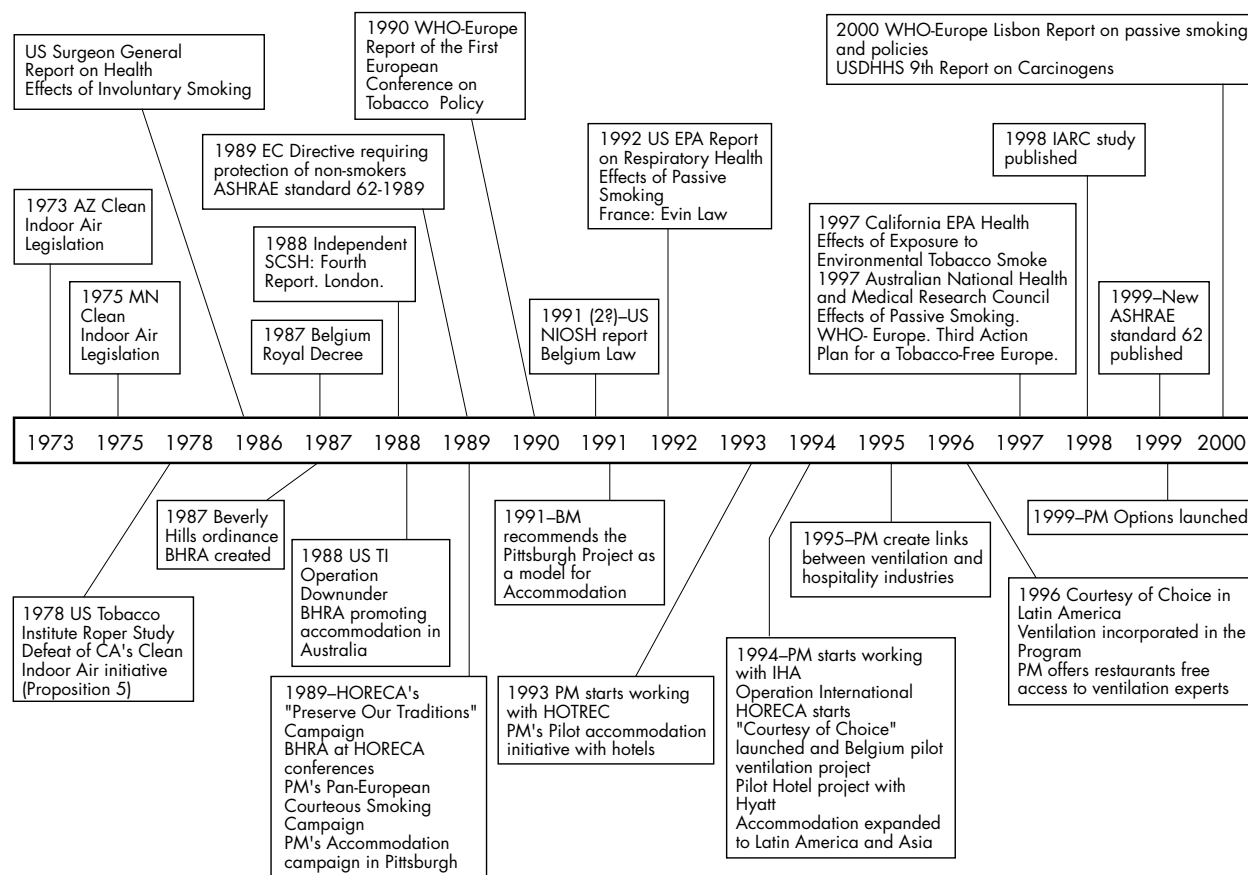 US Surgeon General
Report on Health
Effects of Involuntary Smoking
1990 WHO-Europe
Report of the First
European
Conference on
Tobacco Policy
2000 WHO-Europe Lisbon Report on passive smoking
and policies
USDHHS 9th Report on Carcinogens
1989 EC Directive requiring
protection of non-smokers
ASHRAE standard 62-1989
1992 US EPA Report
on Respiratory Health
Effects of Passive
Smoking
France: Evin Law
1998 IARC study
published
1973 AZ Clean
Indoor Air
Legislation
1988 Independent
SCSH: Fourth
Report. London.
1997 California EPA Health
Effects of Exposure to
Environmental Tobacco Smoke
1997 Australian National Health
and Medical Research Council
Effects of Passive Smoking.
WHO- Europe. Third Action
Plan for a Tobacco-Free Europe.
1975 MN
Clean
Indoor Air
Legislation
1987 Belgium
Royal Decree
1991 (2?)–US
NIOSH report
Belgium Law
1999–New
ASHRAE
standard 62
published
1973 1975 1978 1986 1987 1988 1989 1990 1991 1992 1993 1994 1995 1996 1997 1998 1999 2000
1987 Beverly
Hills ordinance
BHRA created
1991–BM
recommends the
Pittsburgh Project as
a model for
Accommodation
1999–PM Options launched
1988 US TI
Operation
Downunder
BHRA promoting
accommodation in
Australia
1995–PM create links
between ventilation and
hospitality industries
1978 US Tobacco
Institute Roper Study
Defeat of CA's Clean
Indoor Air initiative
(Proposition 5)
1996 Courtesy of Choice in
Latin America
Ventilation incorporated in the
Program
PM offers restaurants free
access to ventilation experts
1989–HORECA's
"Preserve Our Traditions"
Campaign
BHRA at HORECA
conferences
PM's Pan-European
Courteous Smoking
Campaign
PM's Accommodation
campaign in Pittsburgh
1993 PM starts working
with HOTREC
PM's Pilot accommodation
initiative with hotels
1994–PM starts working
with IHA
Operation International
HORECA starts
"Courtesy of Choice"
launched and Belgium pilot
ventilation project
Pilot Hotel project with
Hyatt
Accommodation expanded
to Latin America and Asia